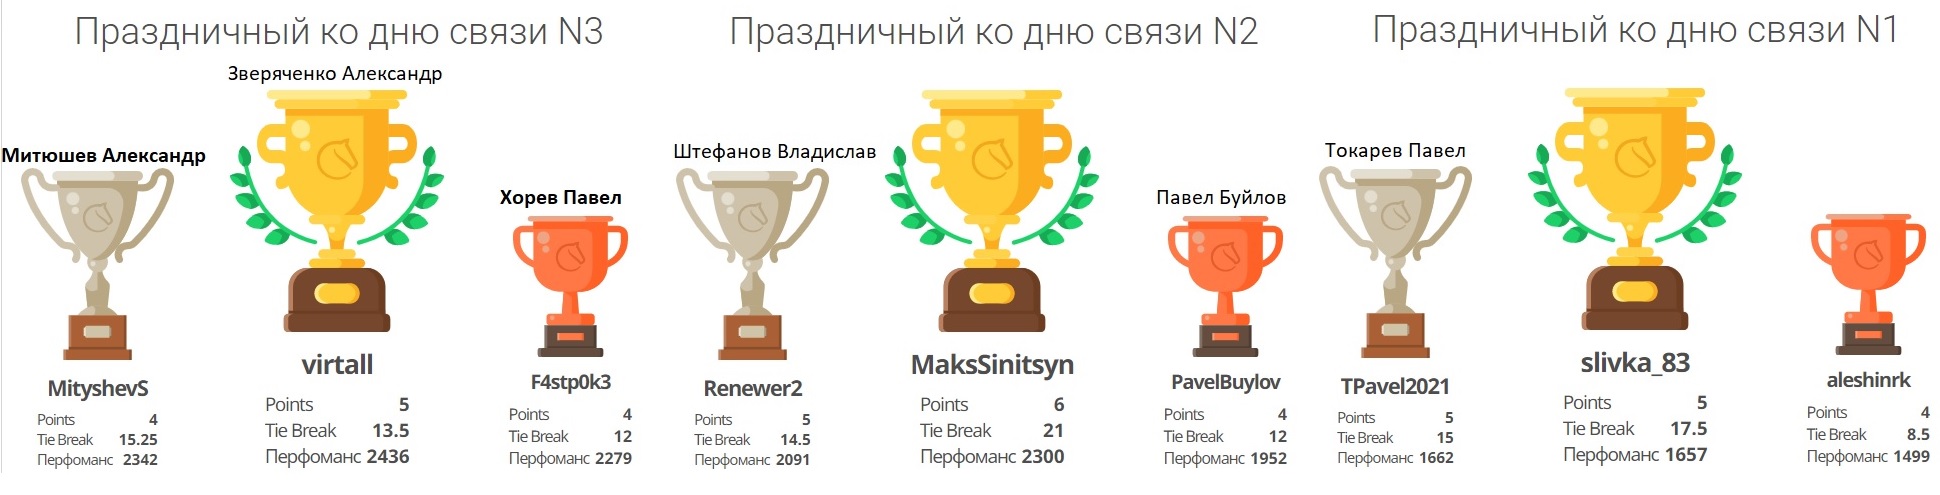 Праздничный ко дню связи N3
Зверяченко Александр
Митюшев Александр
Хорев Павел
virtall
Points 5
Tie Break 13.5
Перфоманс 2436
MityshevS
Points 4
Tie Break 15.25
Перфоманс 2342
F4stp0k3
Points 4
Tie Break 12
Перфоманс 2279
Праздничный ко дню связи N2
Штефанов Владислав
Павел Буйлов
MaksSinitsyn
Points 6
Tie Break 21
Перфоманс 2300
Renewer2
Points 5
Tie Break 14.5
Перфоманс 2091
PavelBuylov
Points 4
Tie Break 12
Перфоманс 1952
Праздничный ко дню связи N1
Токарев Павел
slivka_83
Points 5
Tie Break 17.5
Перфоманс 1657
TPavel2021
Points 5
Tie Break 15
Перфоманс 1662
aleshinrk
Points 4
Tie Break 8.5
Перфоманс 1499